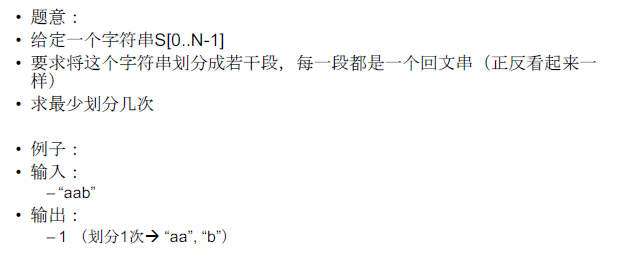 • 题意：
• 给定一个字符串S[0..N-1]
• 要求将这个字符串划分成若干段，每一段都是一个回文串（正反看起来一
样）
• 求最少划分几次
• 例子：
• 输入：
– “aab”
• 输出：
– 1 （划分1次→ “aa”, “b”）